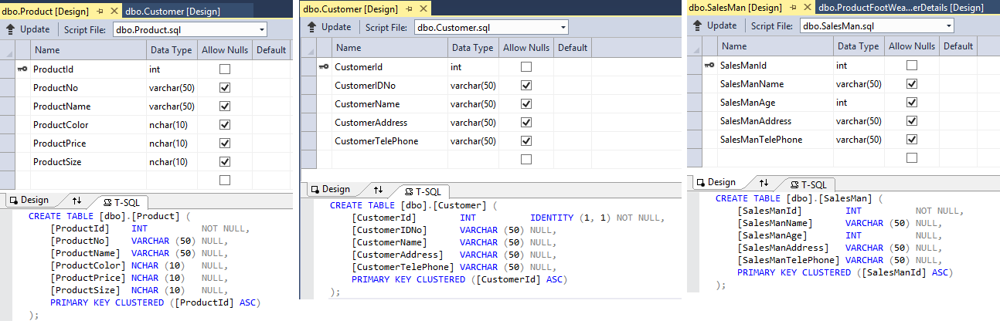 dbo.Product [Design] dbo.Customer [Design]
Update Script File: dbo.Product.sql
Name Data Type Allow Nulls Default
ProductId int
ProductNo varchar(50)
ProductName varchar(50)
ProductColor nchar(10)
ProductPrice nchar(10)
ProductSize nchar(10)
Design T-SQL
CREATE TABLE [dbo].[Product] (
[ProductId] INT NOT NULL,
[ProductNo] VARCHAR (50) NULL,
[ProductName] VARCHAR (50) NULL,
[ProductColor] NCHAR (10) NULL,
[ProductPrice] NCHAR (10) NULL,
[ProductSize] NCHAR (10) NULL,
PRIMARY KEY CLUSTERED ([ProductId] ASC)
);
dbo.Customer [Design]
Update Script File: dbo.Customer.sql
Name Data Type Allow Nulls Default
CustomerId int
CustomerIDNo varchar(50)
CustomerName varchar(50)
CustomerAddress varchar(50)
CustomerTelePhone varchar(50)
Design T-SQL
CREATE TABLE [dbo].[Customer] (
[CustomerId] INT IDENTITY (1, 1) NOT NULL,
[CustomerIDNo] VARCHAR (50) NULL,
[CustomerName] VARCHAR (50) NULL,
[CustomerAddress] VARCHAR (50) NULL,
[CustomerTelePhone] VARCHAR (50) NULL,
PRIMARY KEY CLUSTERED ([CustomerId] ASC)
);
dbo.SalesMan [Design] dbo.ProductFootWea...erDetails [Design]
Update Script File: dbo.SalesMan.sql
Name Data Type Allow Nulls Default
SalesManId int
SalesManName varchar(50)
SalesManAge int
SalesManAddress varchar(50)
SalesManTelePhone varchar(50)
Design T-SQL
CREATE TABLE [dbo].[SalesMan] (
[SalesManId] INT NOT NULL,
[SalesManName] VARCHAR (50) NULL,
[SalesManAge] INT NULL,
[SalesManAddress] VARCHAR (50) NULL,
[SalesManTelePhone] VARCHAR (50) NULL,
PRIMARY KEY CLUSTERED ([SalesManId] ASC)
);